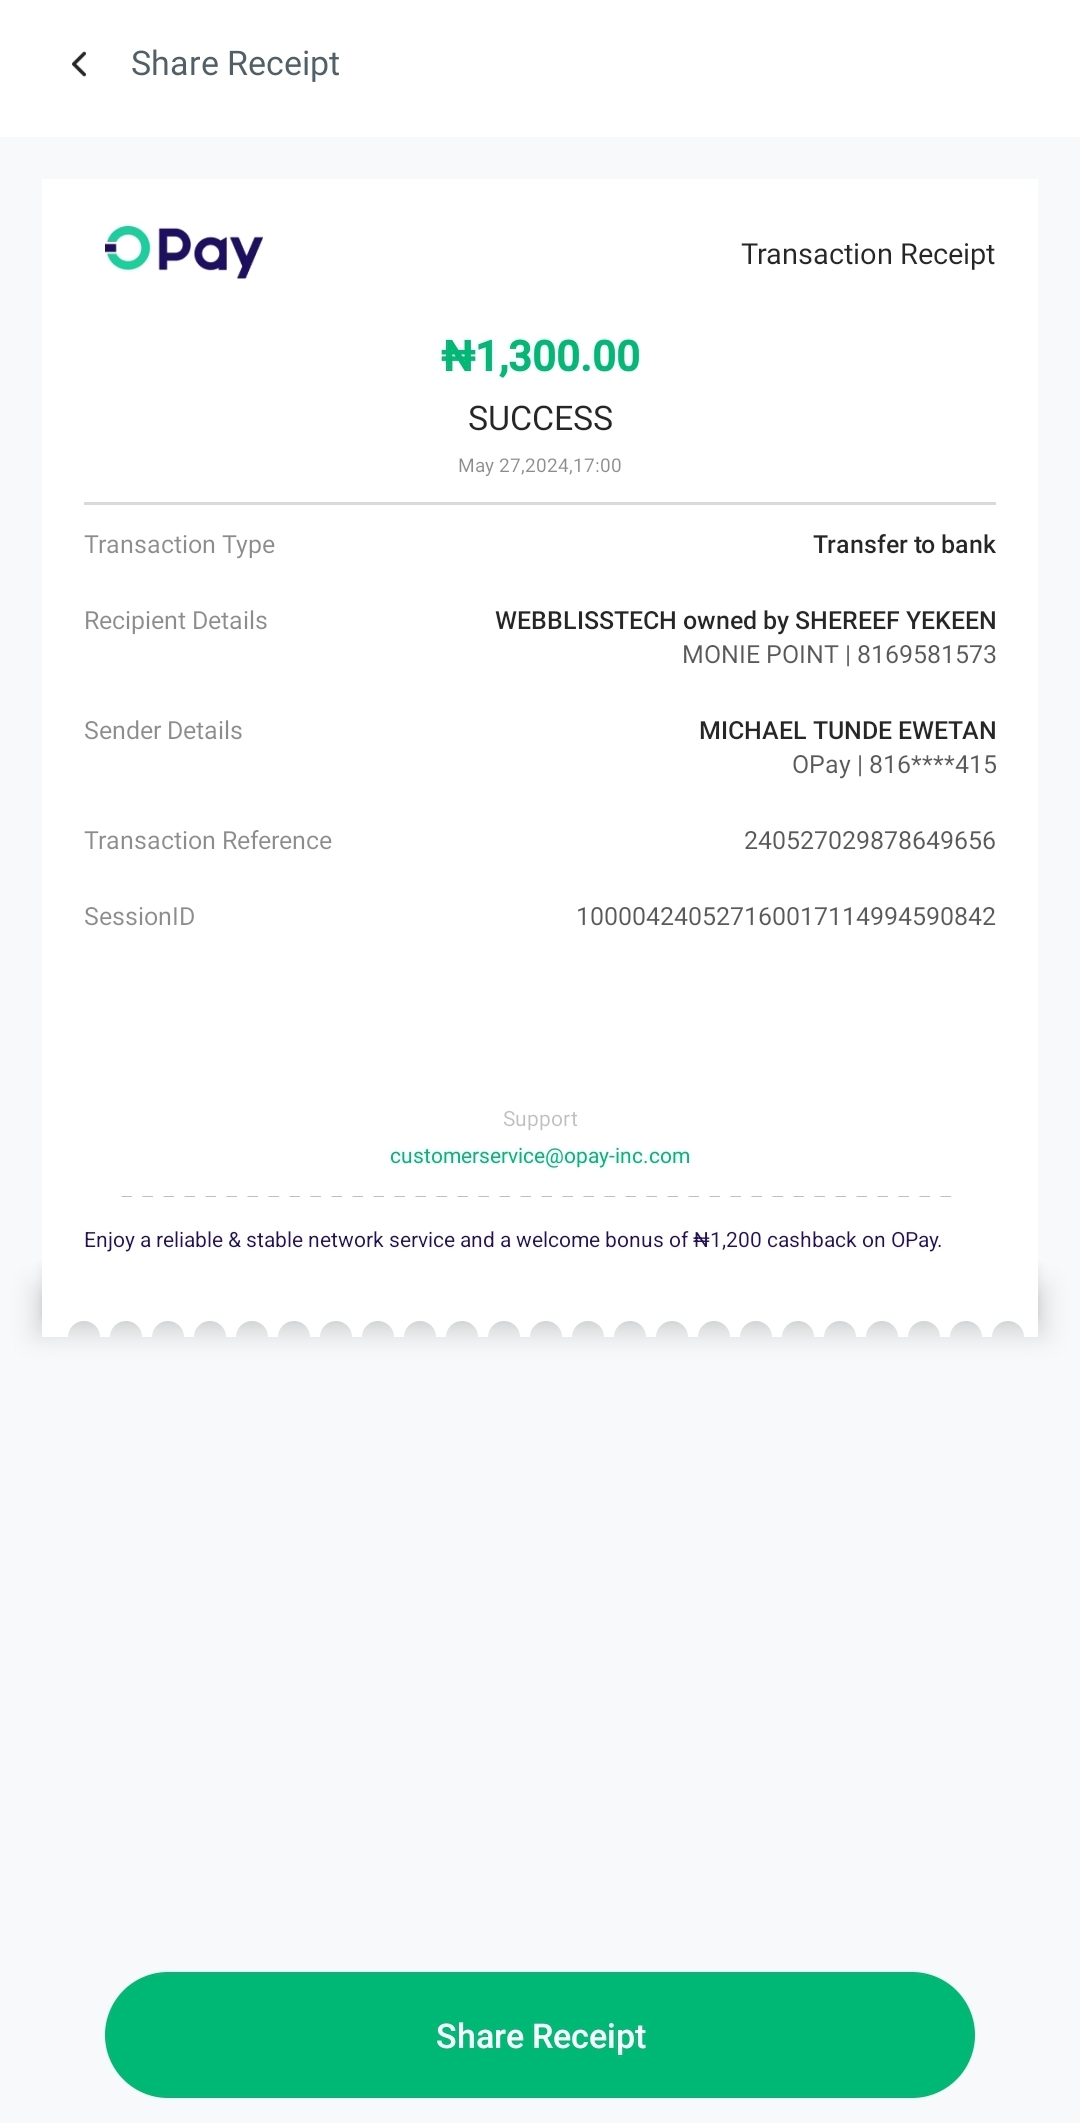 Share Receipt
OPay
Transaction Receipt
₦1,300.00
SUCCESS
May 27,2024,17:00
Transaction Type
Transfer to bank
Recipient Details
WEBBLISSTECH owned by SHEREEF YEKEEN
MONIE POINT | 8169581573
Sender Details
MICHAEL TUNDE EWETAN
OPay | 816****415
Transaction Reference
240527029878649656
SessionID
100004240527160017114994590842
Support
customerservice@opay-inc.com
Enjoy a reliable & stable network service and a welcome bonus of ₦1,200 cashback on OPay.
Share Receipt